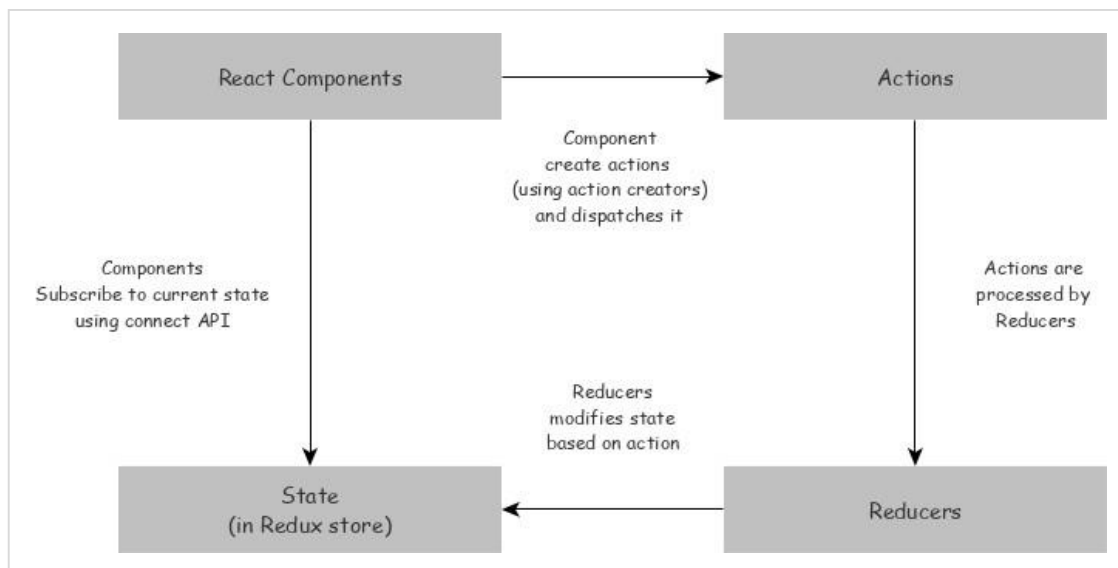 React Components
Actions
Component
create actions
(using action creators)
and dispatches it
Components
Subscribe to current state
using connect API
Actions are
processed by
Reducers
Reducers
modifies state
based on action
State
(in Redux store)
Reducers